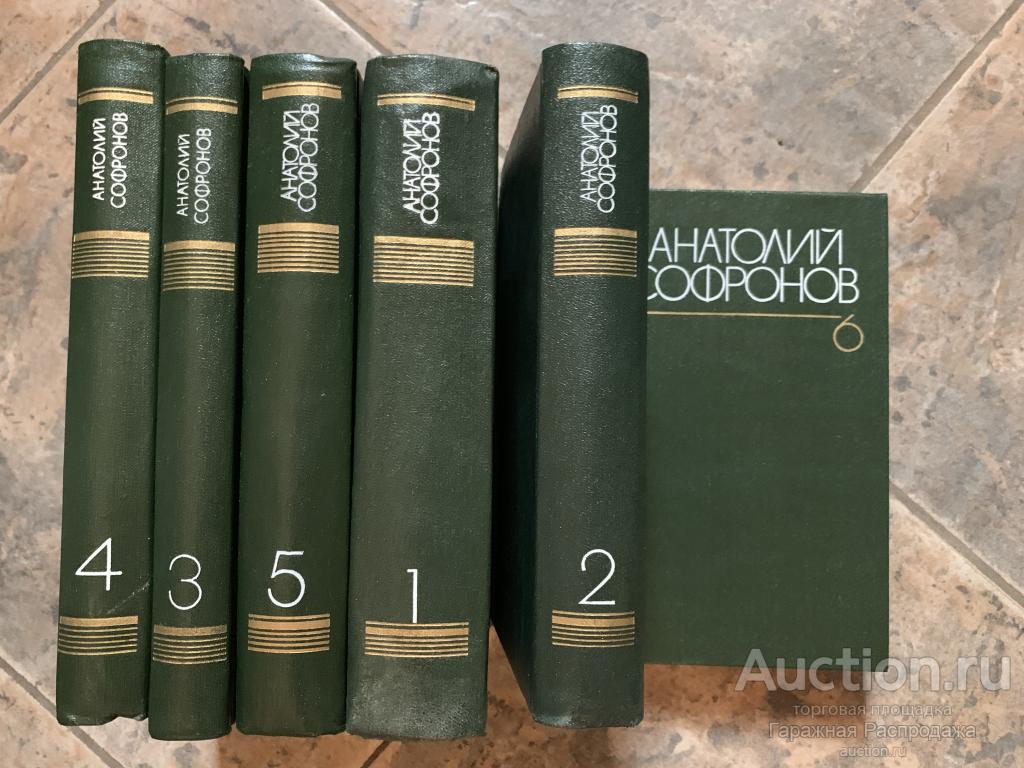 АНАТОЛИЙ
СОФРОНОВ
4
АНАТОЛИЙ
СОФРОНОВ
3
АНАТОЛИЙ
СОФРОНОВ
5
АНАТОЛИЙ
СОФРОНОВ
1
АНАТОЛИЙ
СОФРОНОВ
2
АНАТОЛИЙ
СОФРОНОВ
6
Auction.ru
торговая площадка
Гаражная Распродажа
auction.ru